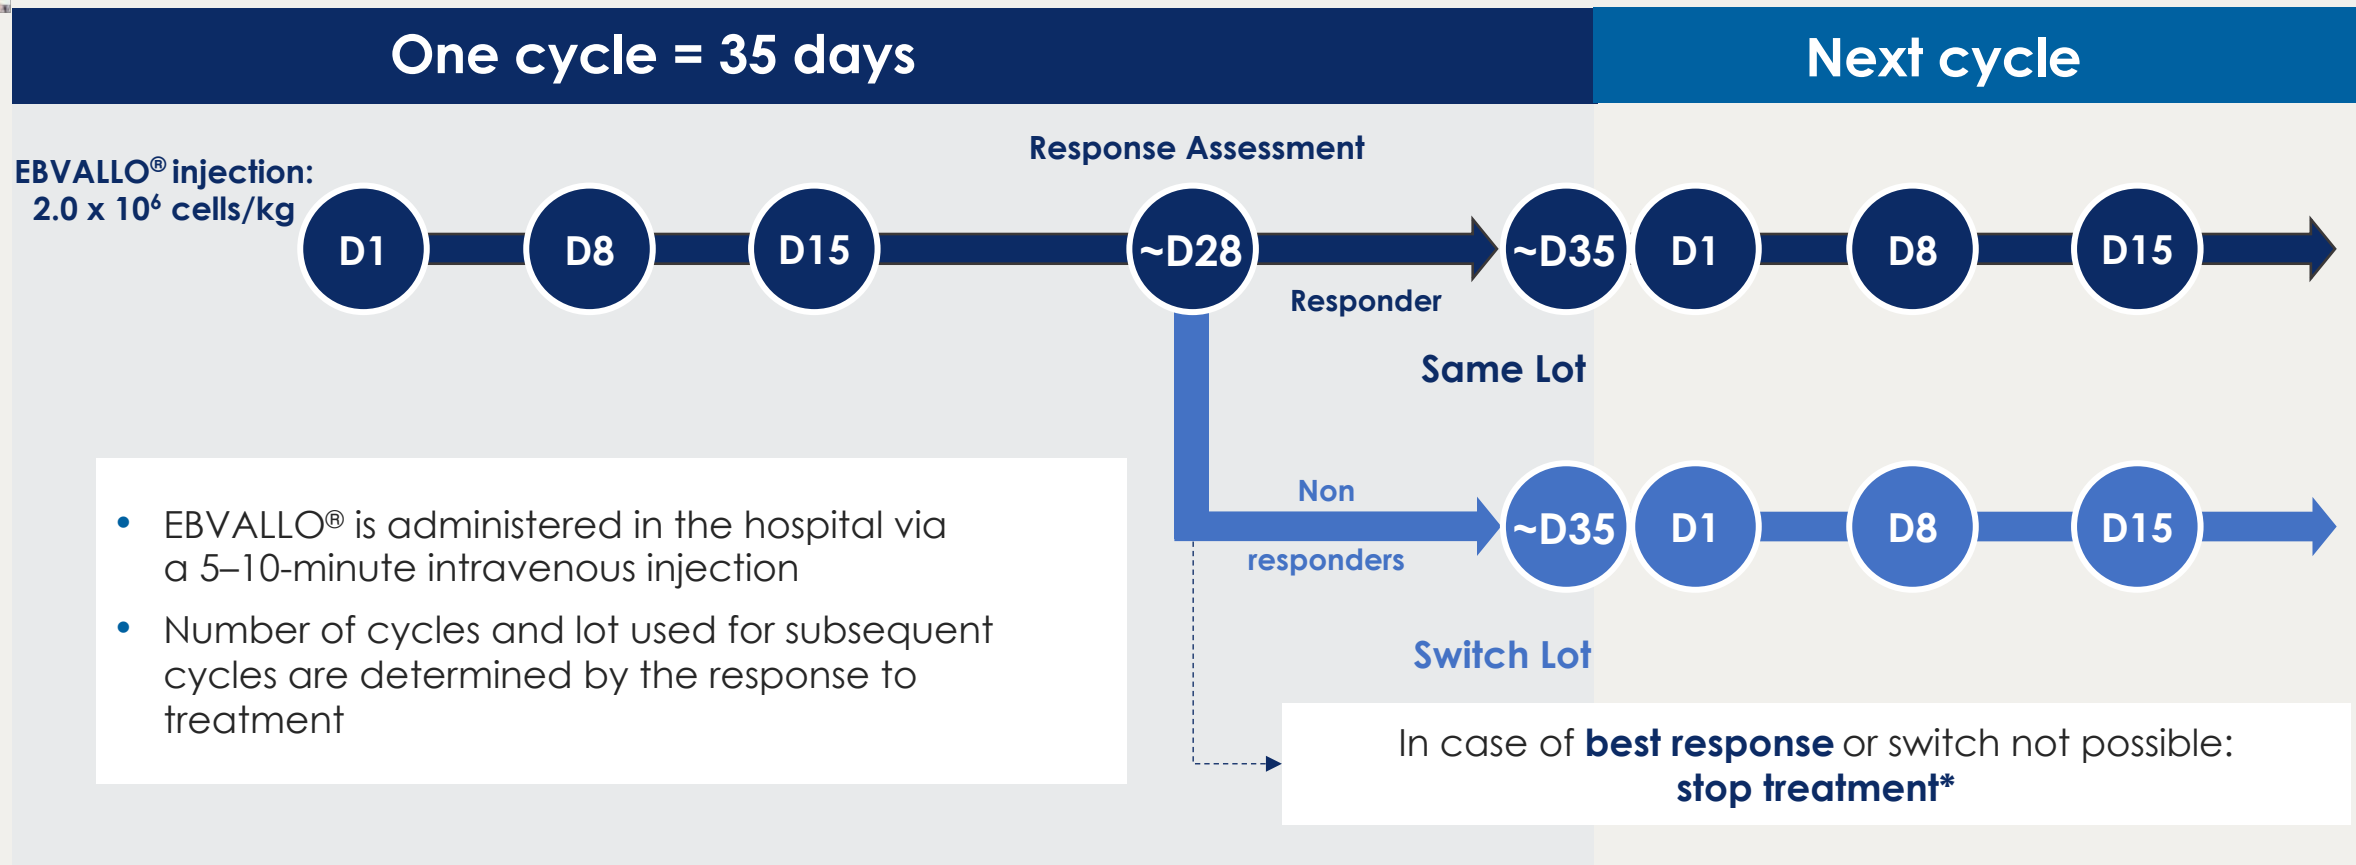 One cycle = 35 days
Next cycle
Response Assessment
EBVALLO® injection:
2.0 x 10⁶ cells/kg
D1
D8
D15
~D28
~D35
D1
D8
D15
Responder
Same Lot
Non
responders
~D35
D1
D8
D15
Switch Lot
• EBVALLO® is administered in the hospital via
a 5–10-minute intravenous injection
• Number of cycles and lot used for subsequent
cycles are determined by the response to
treatment
In case of best response or switch not possible:
stop treatment*